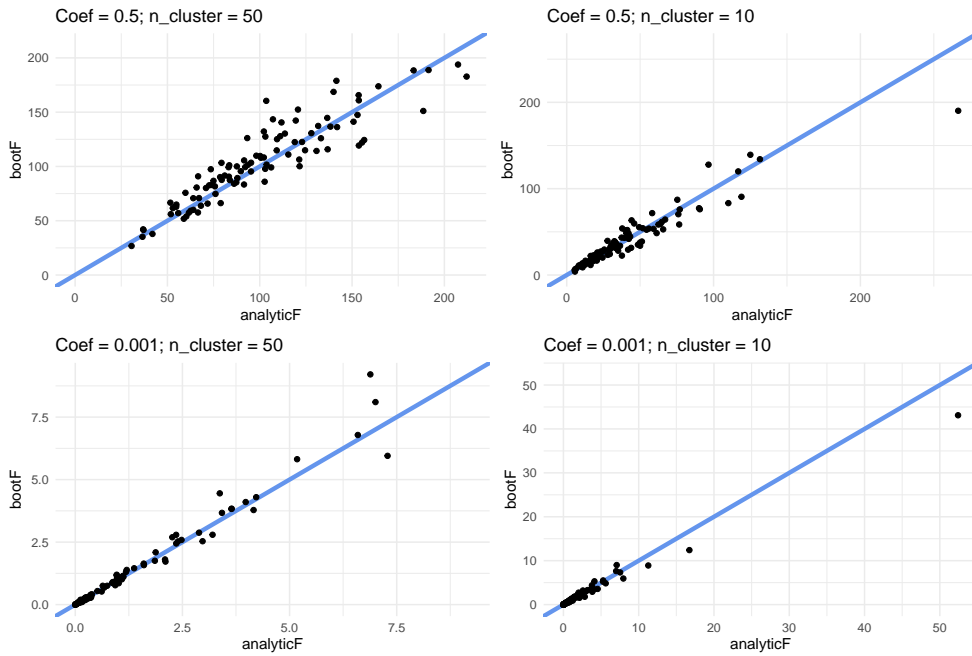 Coef = 0.5; n_cluster = 50
200
150
100
50
0
bootF
0 50 100 150 200
analyticF
Coef = 0.5; n_cluster = 10
200
100
0
bootF
0 100 200
analyticF
Coef = 0.001; n_cluster = 50
7.5
5.0
2.5
0.0
bootF
0.0 2.5 5.0 7.5
analyticF
Coef = 0.001; n_cluster = 10
50
40
30
20
10
0
bootF
0 10 20 30 40 50
analyticF